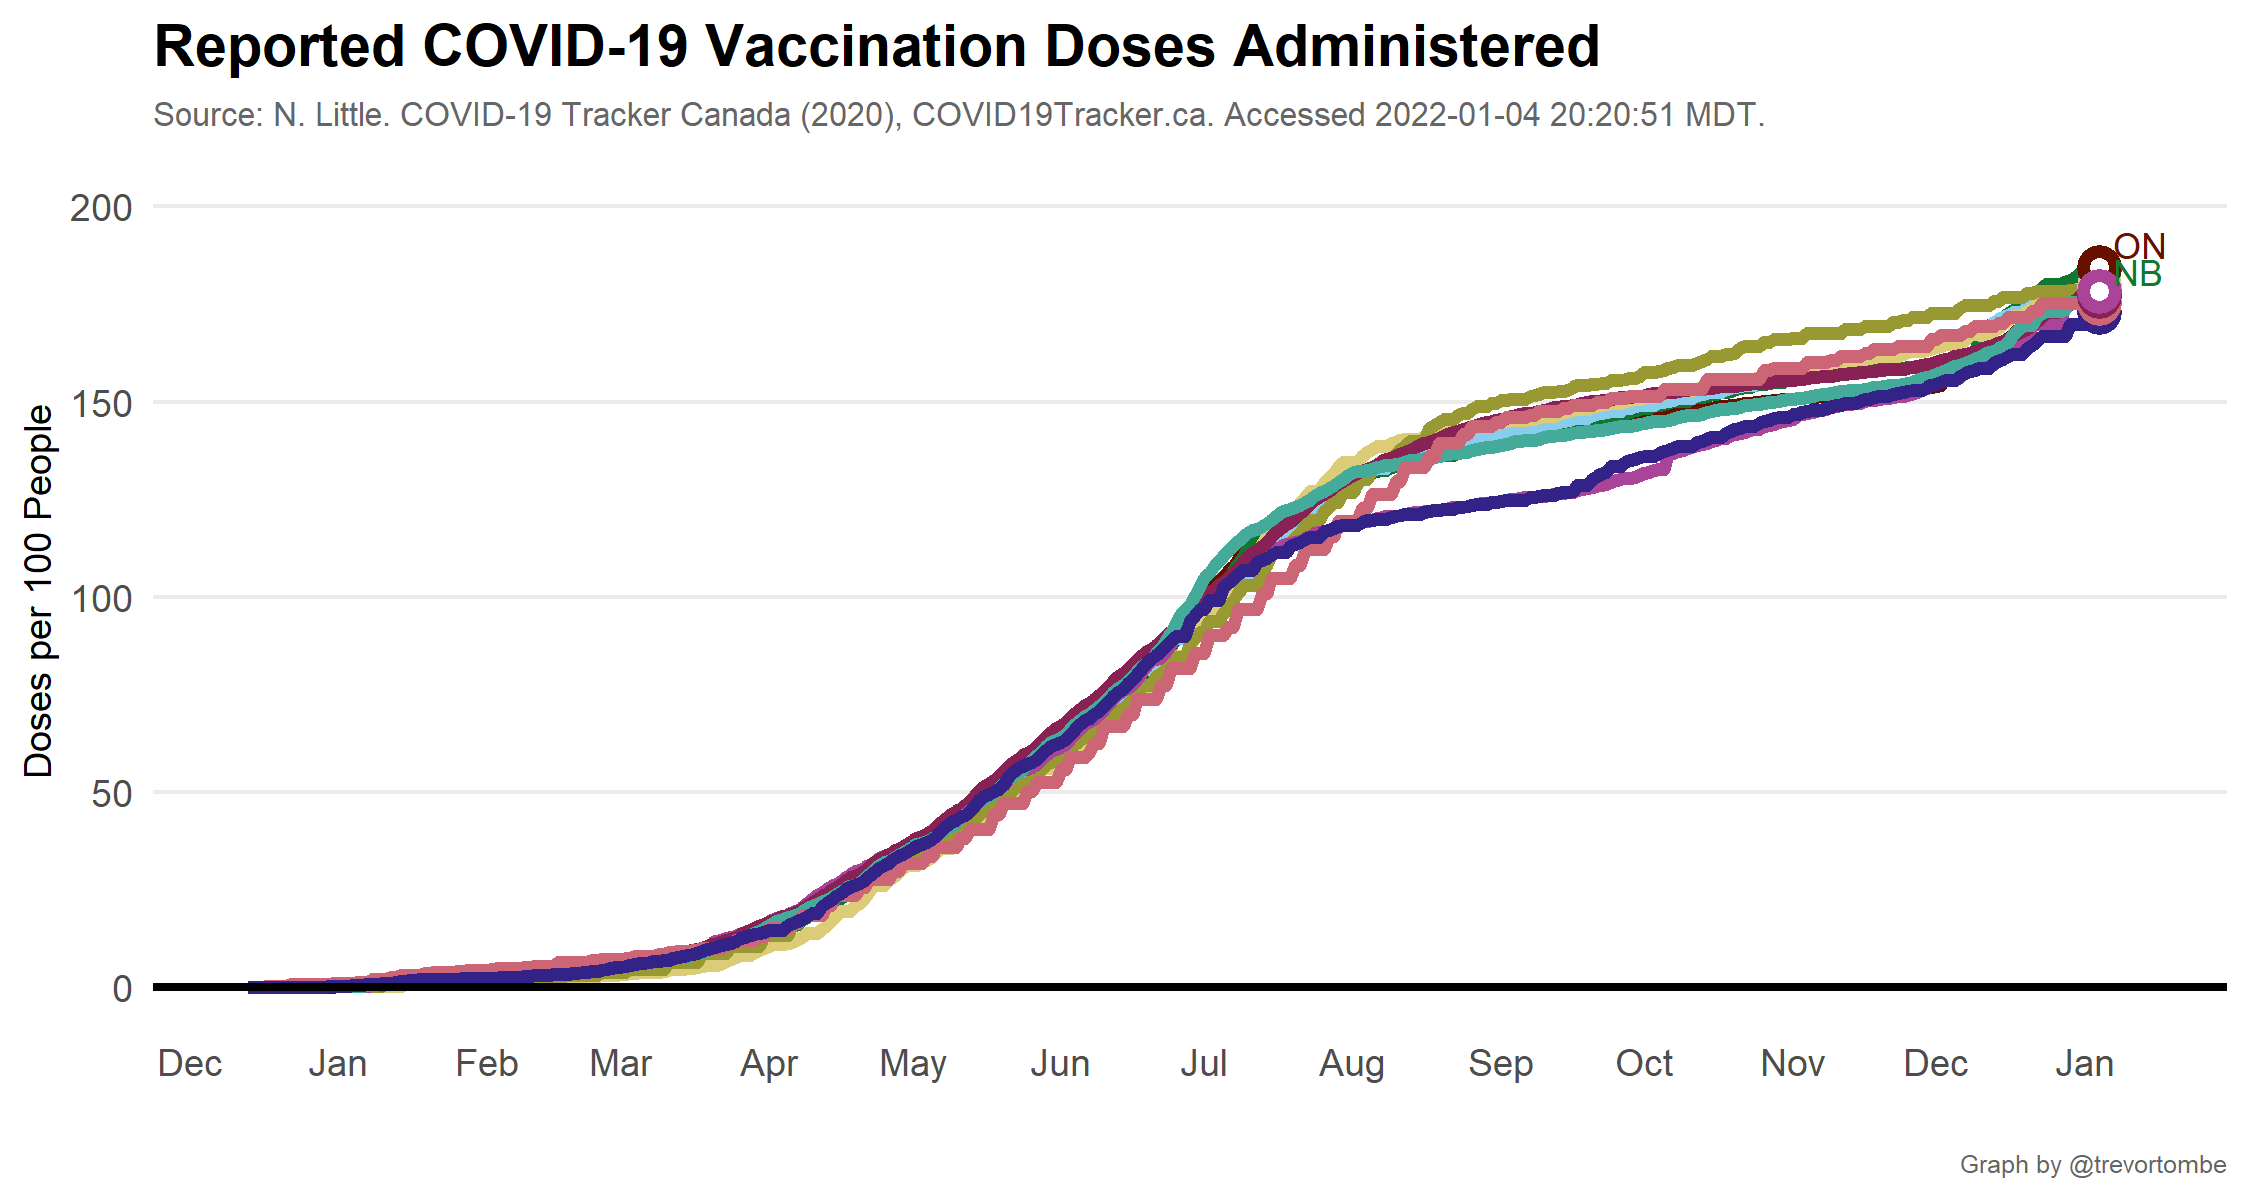 Reported COVID-19 Vaccination Doses Administered
Source: N. Little. COVID-19 Tracker Canada (2020), COVID19Tracker.ca. Accessed 2022-01-04 20:20:51 MDT.
Doses per 100 People
200
150
100
50
0
ON
NB
Dec Jan Feb Mar Apr May Jun Jul Aug Sep Oct Nov Dec Jan
Graph by @trevortombe